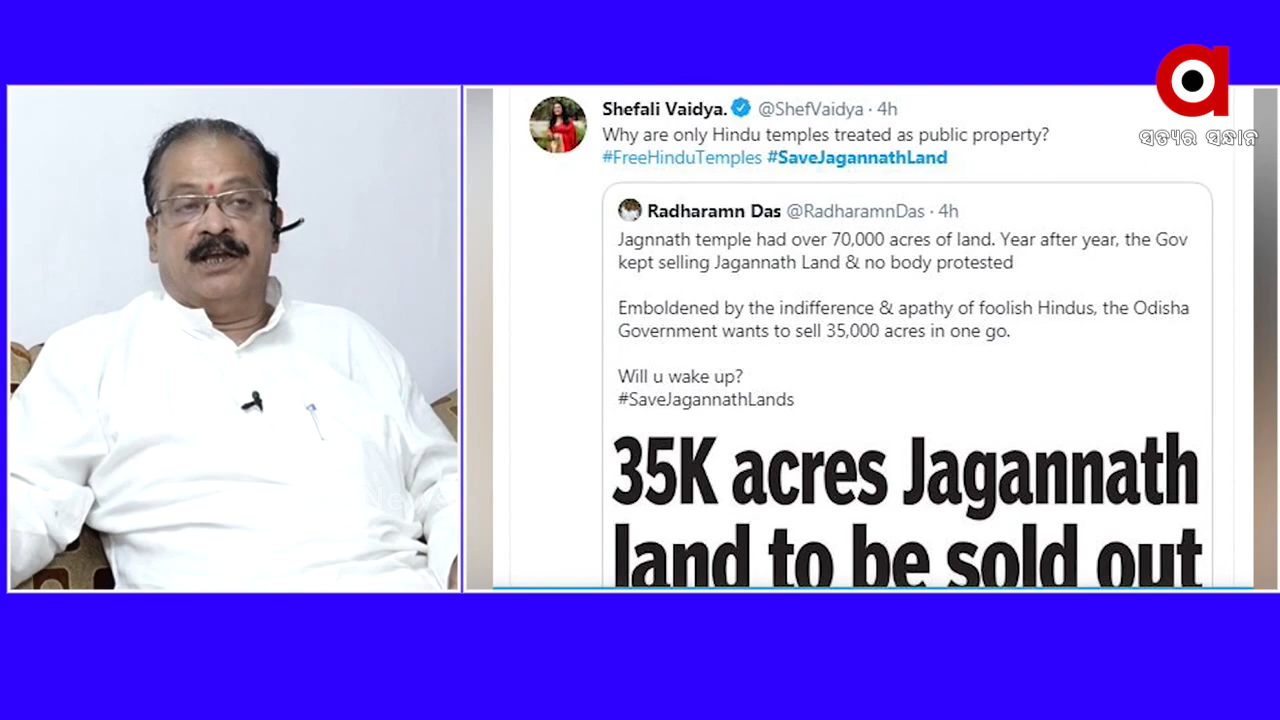 Shefali Vaidya. @ShefVaidya · 4h
Why are only Hindu temples treated as public property?
#FreeHinduTemples #SaveJagannathLand
Radharamn Das @RadharamnDas · 4h
Jagnnath temple had over 70,000 acres of land. Year after year, the Gov
kept selling Jagannath Land & no body protested
Emboldened by the indifference & apathy of foolish Hindus, the Odisha
Government wants to sell 35,000 acres in one go.
Will u wake up?
#SaveJagannathLands
35K acres Jagannath
land to be sold out
a
ସତ୍ୟର ସନ୍ଧାନ